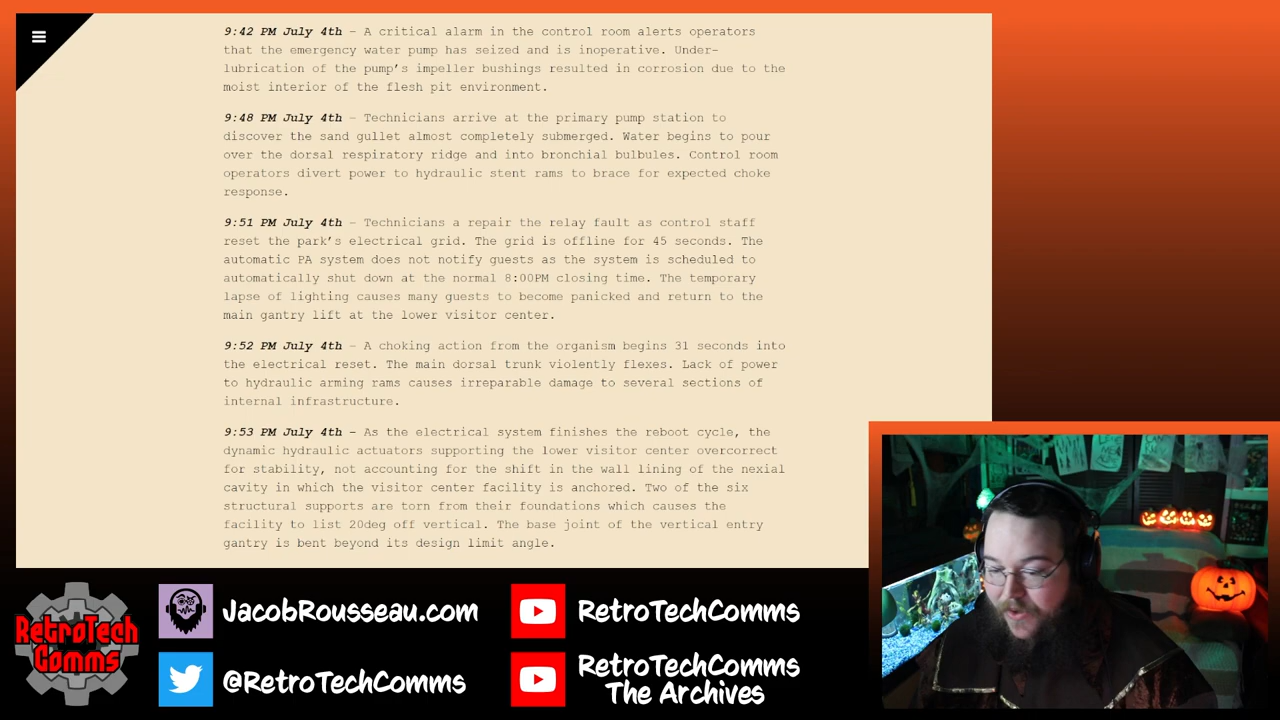 9:42 PM July 4th – A critical alarm in the control room alerts operators
that the emergency water pump has seized and is inoperative. Under-
lubrication of the pump's impeller bushings resulted in corrosion due to the
moist interior of the flesh pit environment.
9:48 PM July 4th – Technicians arrive at the primary pump station to
discover the sand gullet almost completely submerged. Water begins to pour
over the dorsal respiratory ridge and into bronchial bulbules. Control room
operators divert power to hydraulic stent rams to brace for expected choke
response.
9:51 PM July 4th – Technicians a repair the relay fault as control staff
reset the park's electrical grid. The grid is offline for 45 seconds. The
automatic PA system does not notify guests as the system is scheduled to
automatically shut down at the normal 8:00PM closing time. The temporary
lapse of lighting causes many guests to become panicked and return to the
main gantry lift at the lower visitor center.
9:52 PM July 4th – A choking action from the organism begins 31 seconds into
the electrical reset. The main dorsal trunk violently flexes. Lack of power
to hydraulic arming rams causes irreparable damage to several sections of
internal infrastructure.
9:53 PM July 4th – As the electrical system finishes the reboot cycle, the
dynamic hydraulic actuators supporting the lower visitor center overcorrect
for stability, not accounting for the shift in the wall lining of the nexial
cavity in which the visitor center facility is anchored. Two of the six
structural supports are torn from their foundations which causes the
facility to list 20deg off vertical. The base joint of the vertical entry
gantry is bent beyond its design limit angle.
RetroTech
Comms
JacobRousseau.com
RetroTechComms
@RetroTechComms
RetroTechComms
The Archives